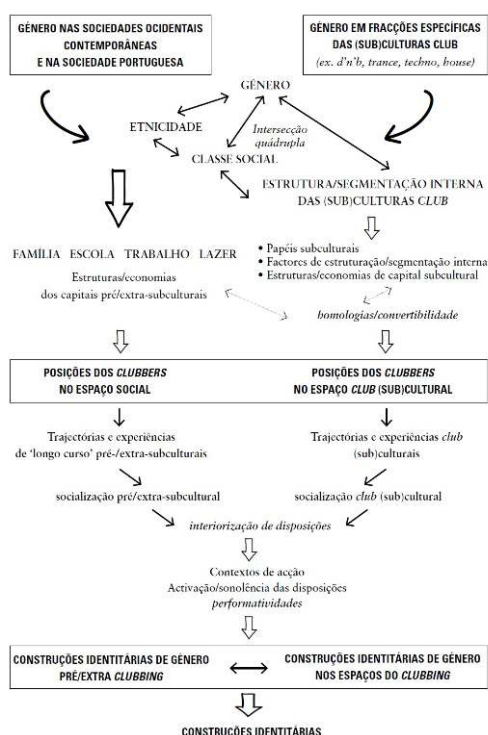 GÉNERO NAS SOCIEDADES OCIDENTAIS
CONTEMPORÂNEAS
E NA SOCIEDADE PORTUGUESA
GÉNERO EM FRACÇÕES ESPECÍFICAS
DAS (SUB)CULTURAS CLUB
(ex. d'n'b, trance, techno, house)
GÉNERO
ETNICIDADE
Intersecção
quádrupla
CLASSE SOCIAL
ESTRUTURA/SEGMENTAÇÃO INTERNA
DAS (SUB)CULTURAS CLUB
FAMÍLIA ESCOLA TRABALHO LAZER
Estruturas/economias
dos capitais pré/extra-subculturais
• Papéis subculturais
• Factores de estruturação/segmentação interna
• Estruturas/economias de capital subcultural
homologias/convertibilidade
POSIÇÕES DOS CLUBBERS
NO ESPAÇO SOCIAL
POSIÇÕES DOS CLUBBERS
NO ESPAÇO CLUB (SUB)CULTURAL
Trajectórias e experiências
de 'longo curso' pré-/extra-subculturais
Trajectórias e experiências club
(sub)culturais
socialização pré/extra-subcultural
socialização club (sub)cultural
interiorização de disposições
Contextos de acção
Activação/sonolência das disposições
performatividades
CONSTRUÇÕES IDENTITÁRIAS DE GÉNERO
PRÉ/EXTRA CLUBBING
CONSTRUÇÕES IDENTITÁRIAS DE GÉNERO
NOS ESPAÇOS DO CLUBBING
CONSTRUÇÕES IDENTITÁRIAS